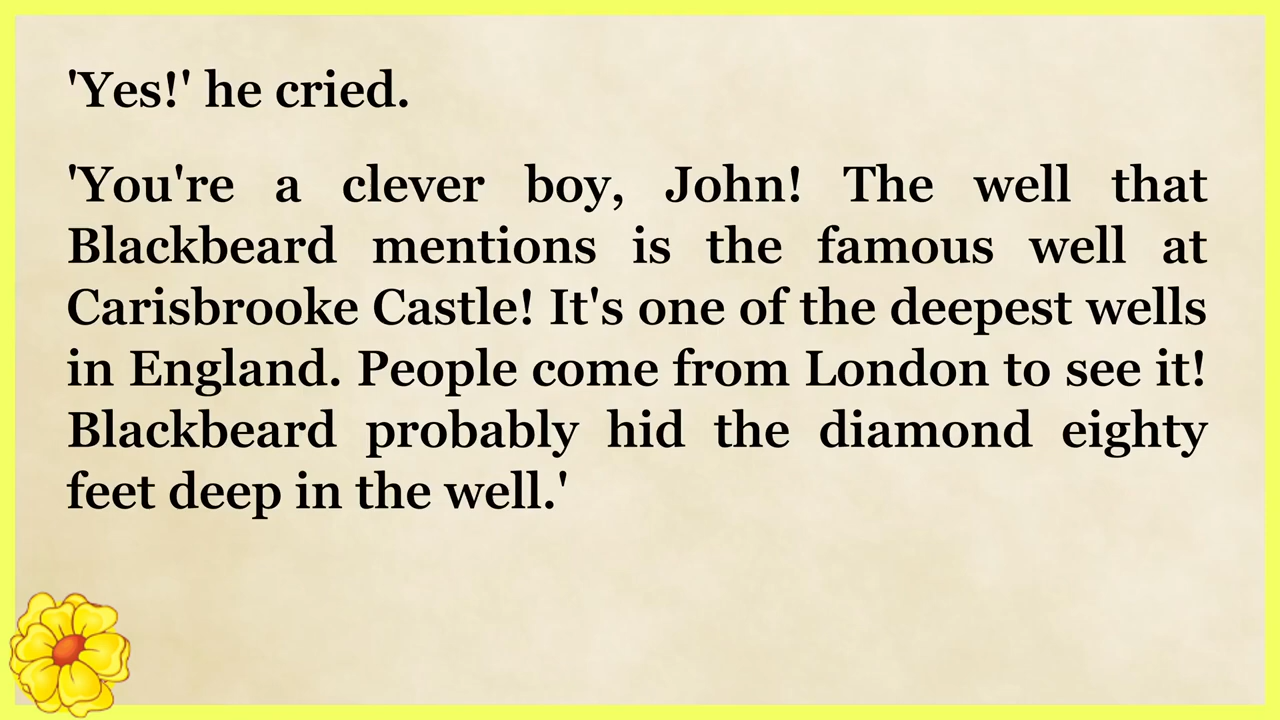 'Yes!' he cried.
'You're a clever boy, John! The well that
Blackbeard mentions is the famous well at
Carisbrooke Castle! It's one of the deepest wells
in England. People come from London to see it!
Blackbeard probably hid the diamond eighty
feet deep in the well.'